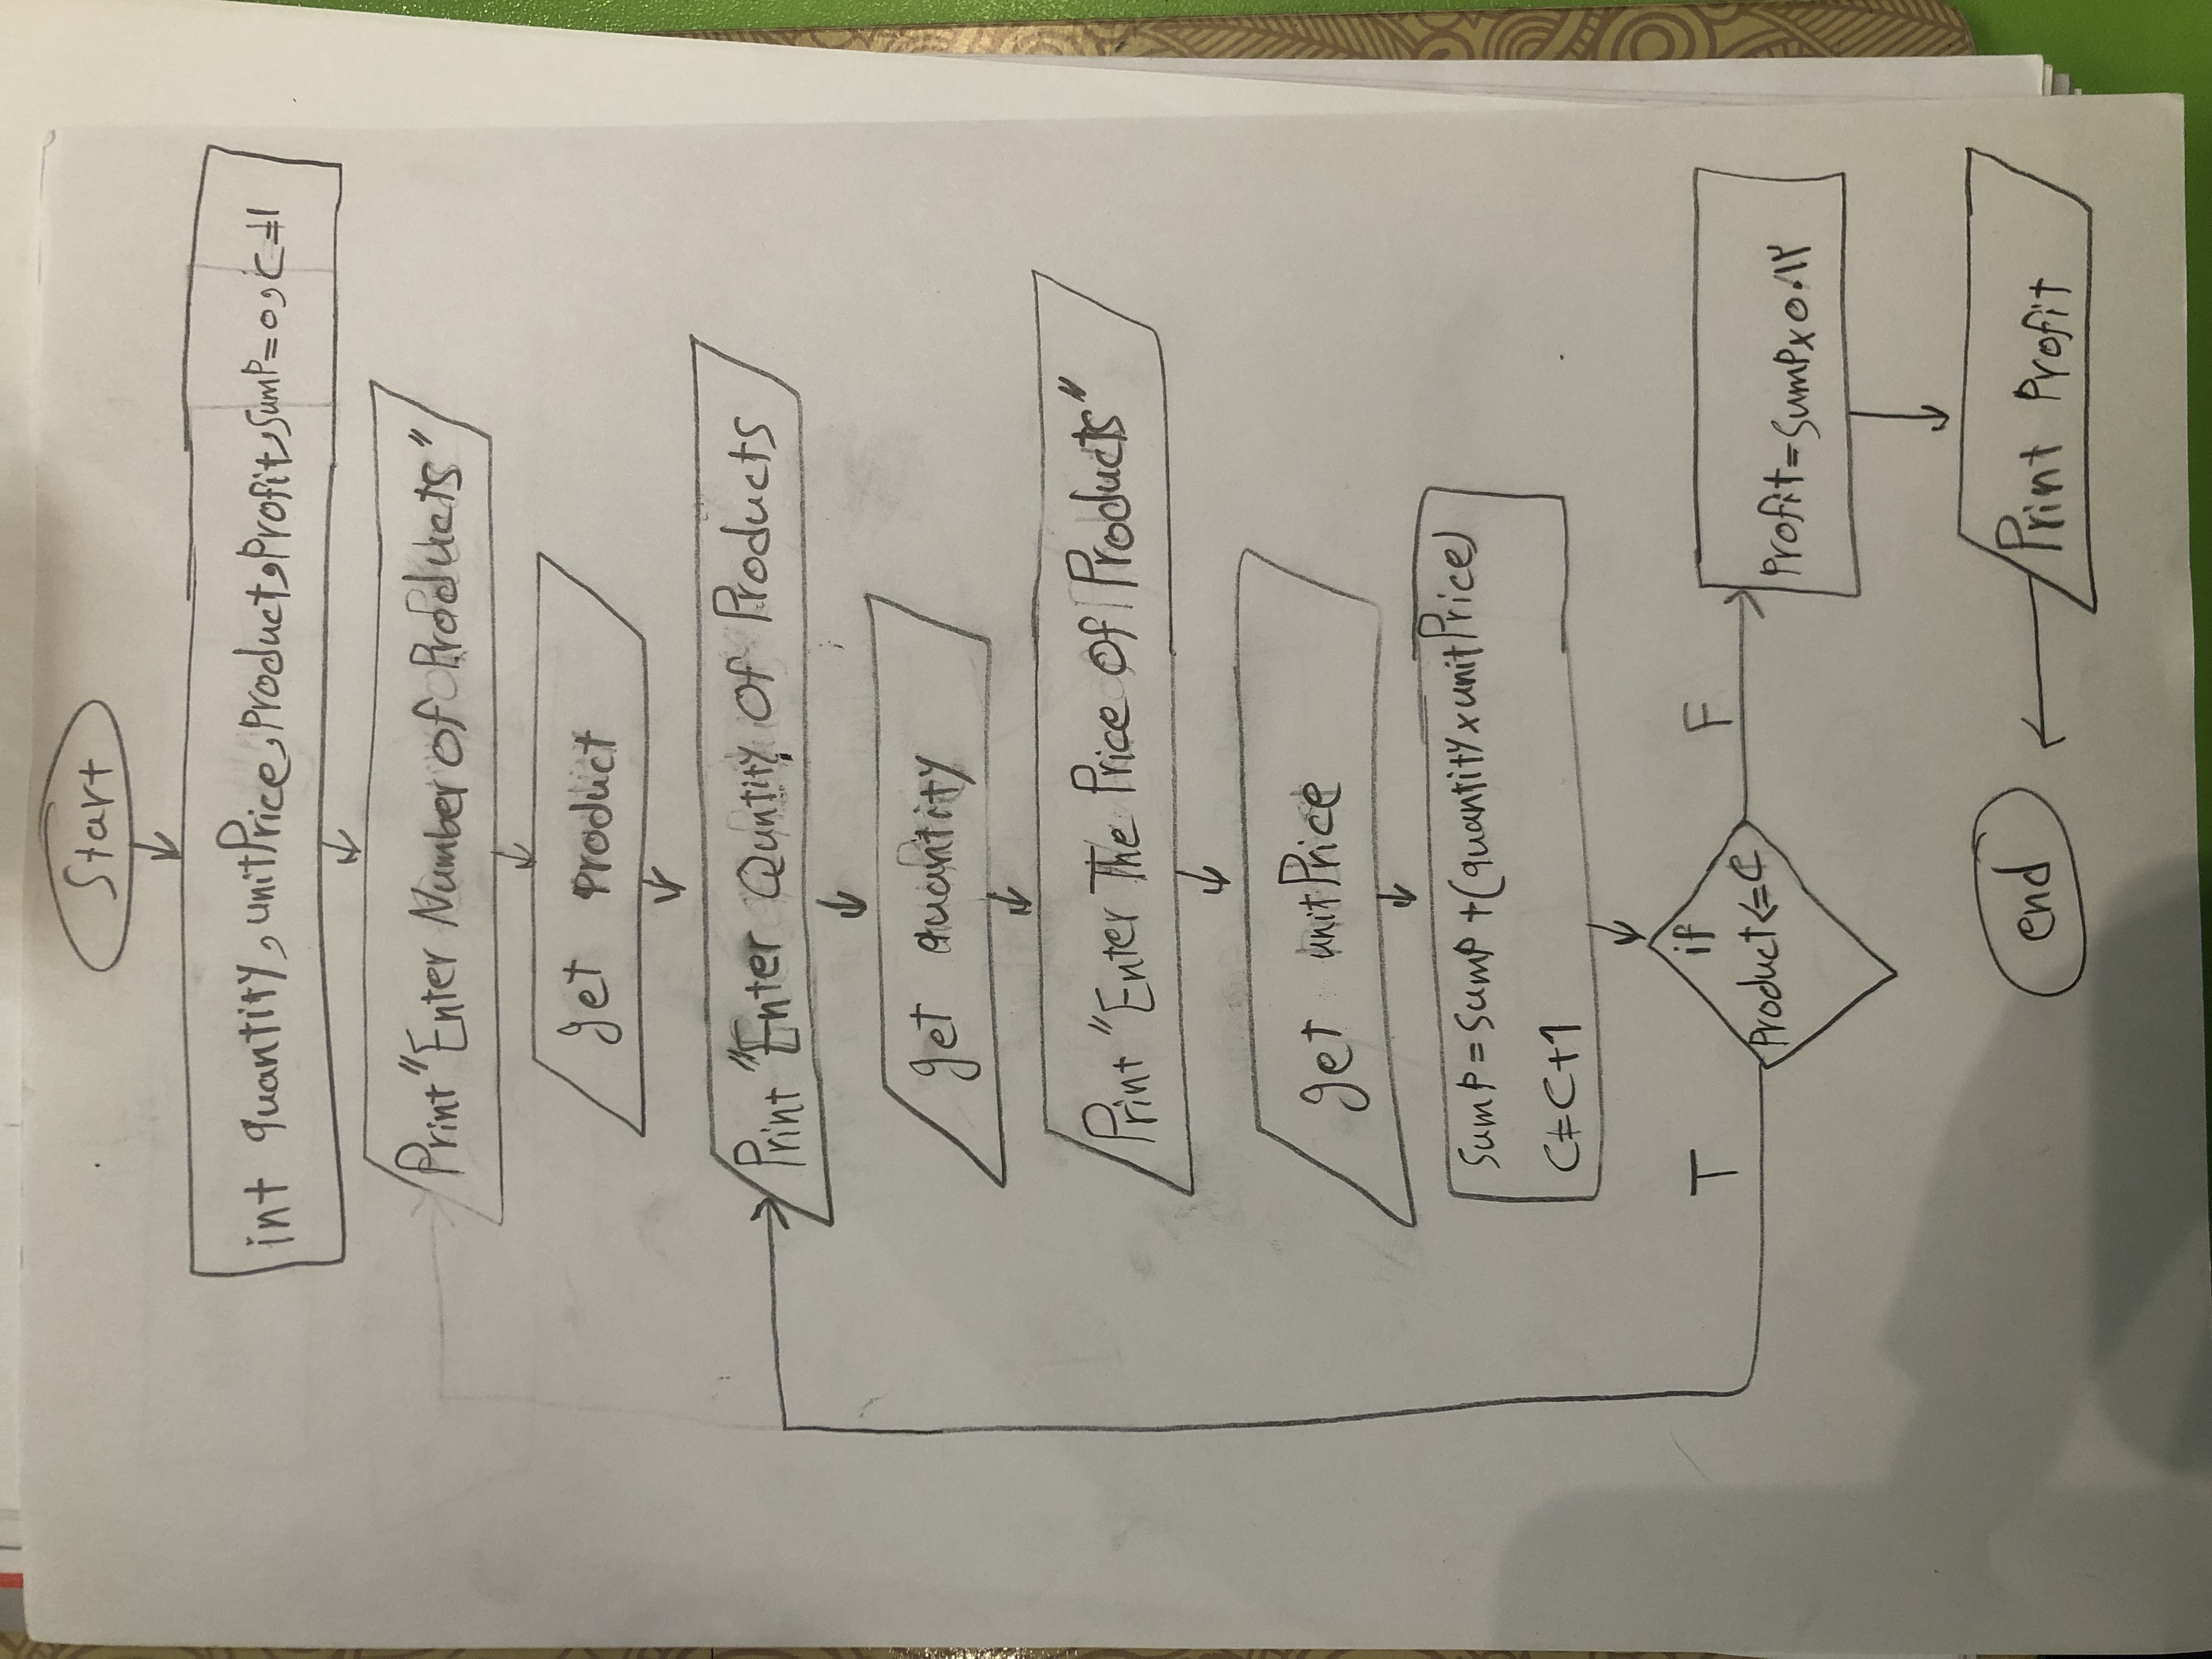 Start
int quantity, unitPrice, Product, Profit, SumP=0, C=1
Print "Enter Number of Products"
get product
Print "Enter Quntity Of Products
get quantity
Print "Enter The Price Of Products"
get unitPrice
SumP = SumP + (quantity x unitPrice)
C = C+1
if
Product <= C
T
F
Profit = SumP x 0.۱۲
Print Profit
end